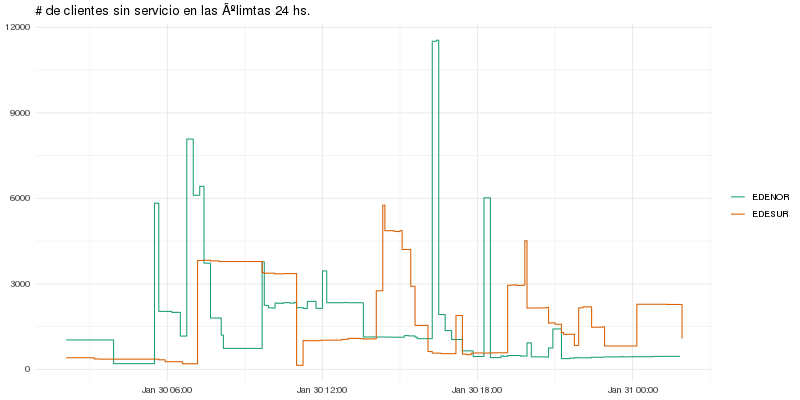 # de clientes sin servicio en las Ãºlimtas 24 hs.
12000
9000
6000
3000
0
Jan 30 06:00
Jan 30 12:00
Jan 30 18:00
Jan 31 00:00
EDENOR
EDESUR